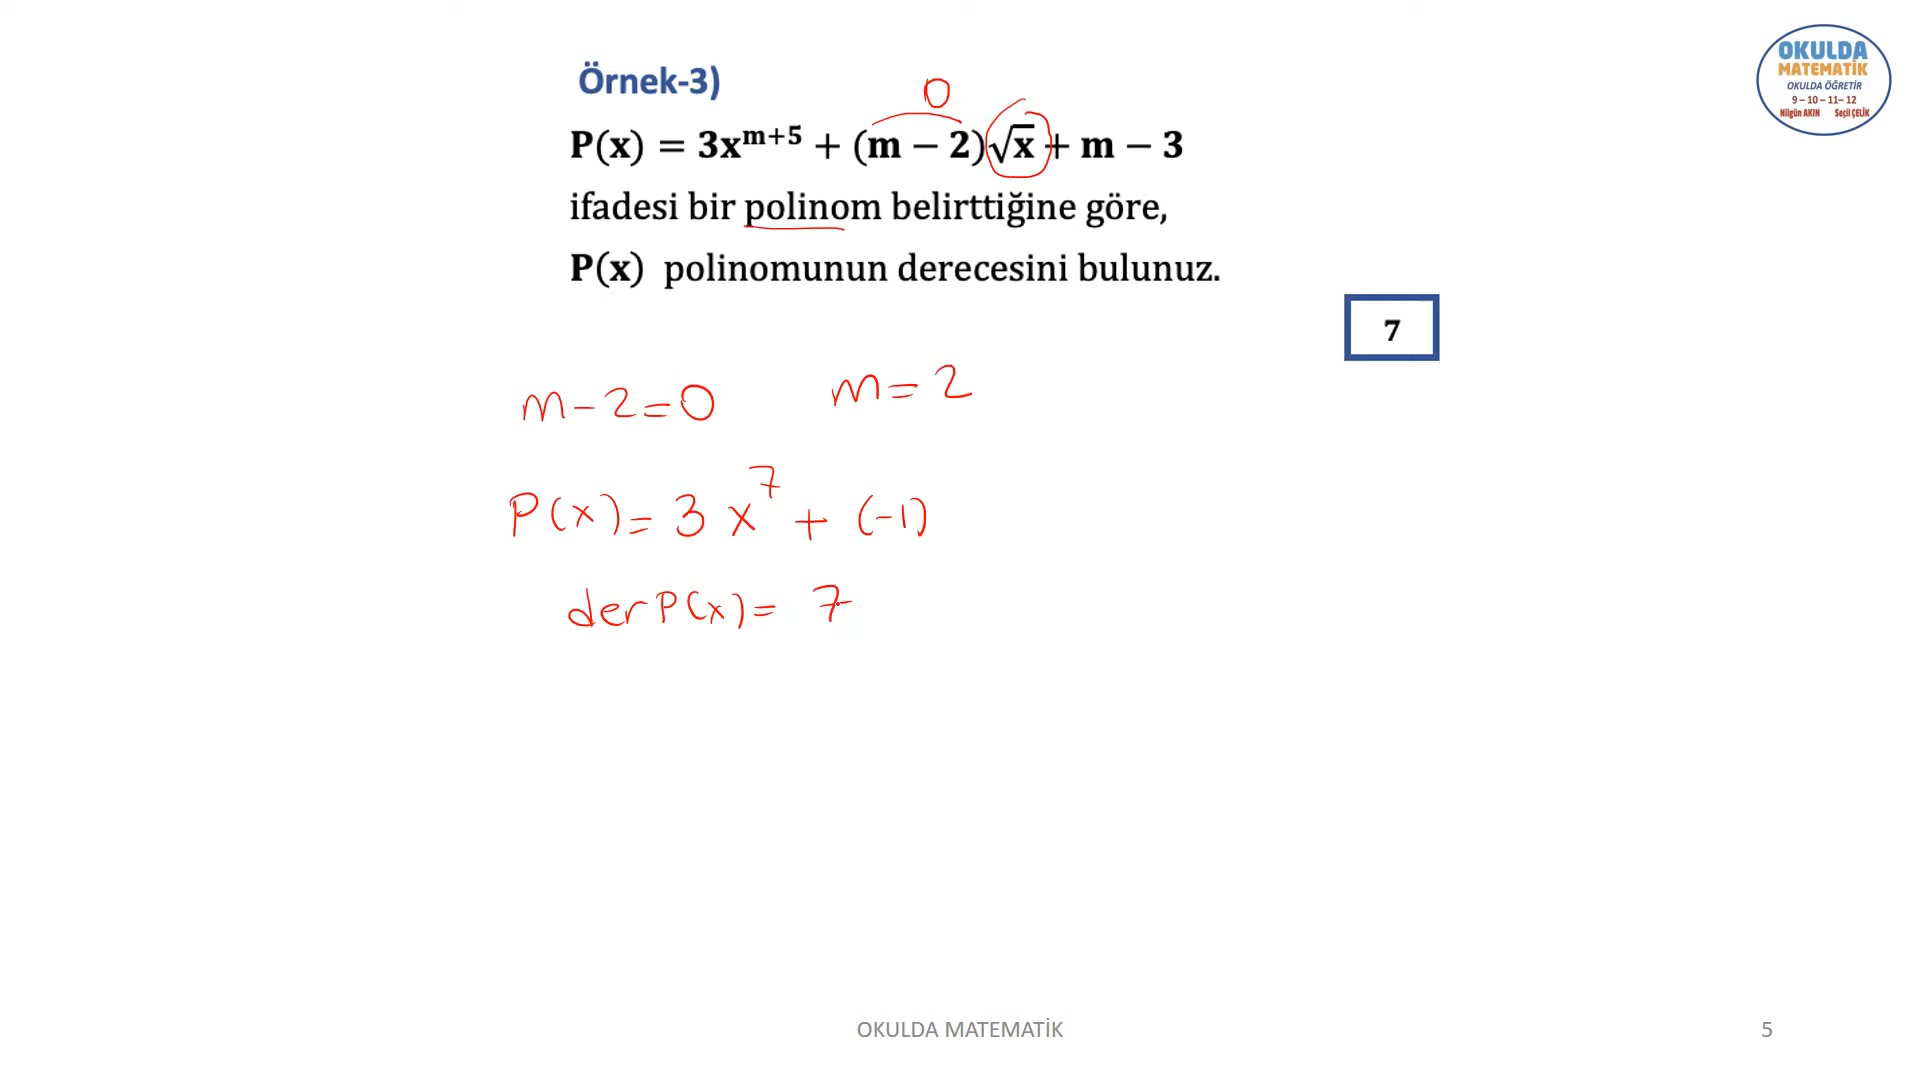 OKULDA
MATEMATİK
OKULDA ÖĞRETİR
9 – 10 – 11– 12
Nilgün AKIN Seçil ÇELİK
Örnek-3)
0
P(x) = 3x^{m+5} + (m − 2)√x + m − 3
ifadesi bir polinom belirttiğine göre,
P(x) polinomunun derecesini bulunuz.
7
m - 2 = 0 m = 2
P(x) = 3x^7 + (-1)
der P(x) = 7
OKULDA MATEMATİK
5